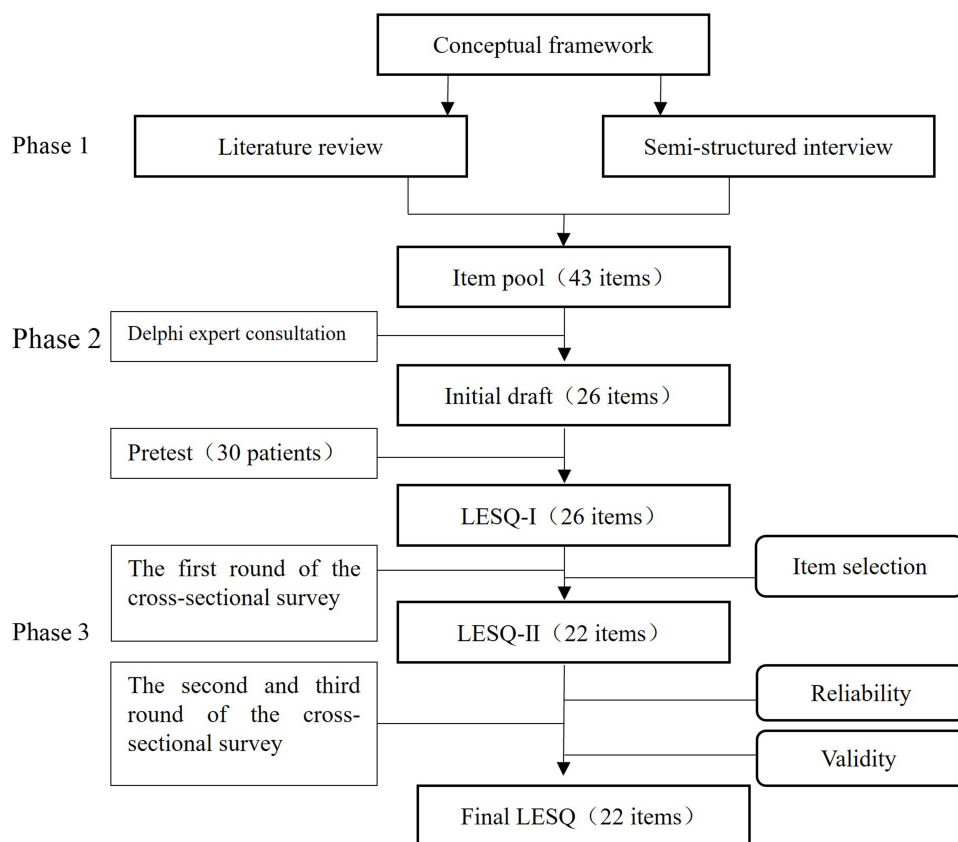 Conceptual framework
Phase 1
Literature review
Semi-structured interview
Item pool（43 items）
Phase 2
Delphi expert consultation
Initial draft（26 items）
Pretest（30 patients）
LESQ-I（26 items）
The first round of the
cross-sectional survey
Item selection
Phase 3
LESQ-II（22 items）
The second and third
round of the cross-
sectional survey
Reliability
Validity
Final LESQ（22 items）